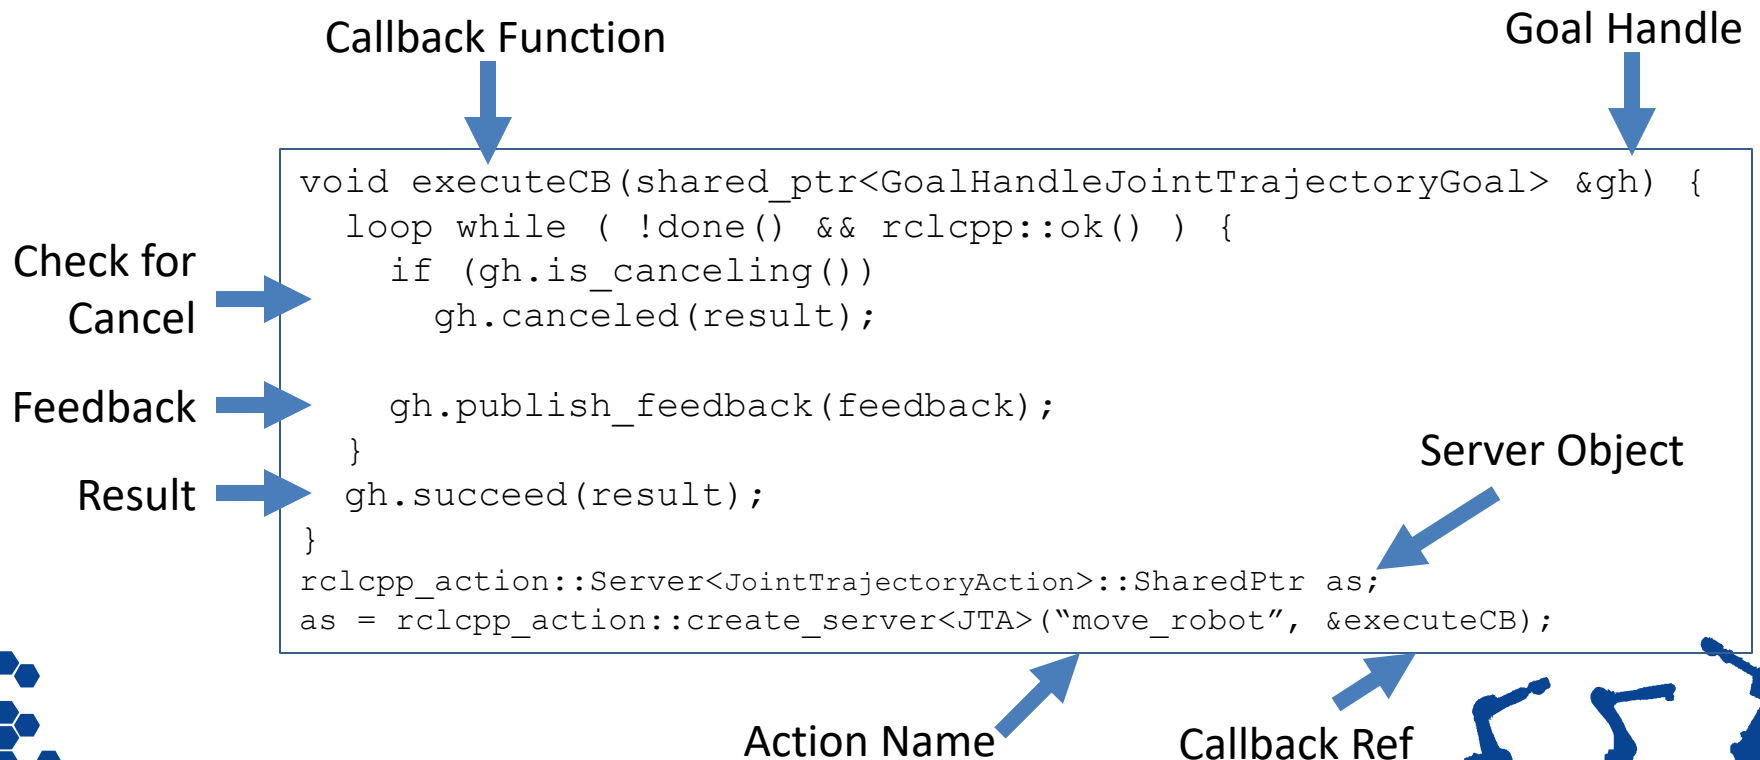 Callback Function
Goal Handle
void executeCB(shared_ptr<GoalHandleJointTrajectoryGoal> &gh) {
loop while ( !done() && rclcpp::ok() ) {
Check for
Cancel
if (gh.is_canceling())
gh.canceled(result);
Feedback
gh.publish_feedback(feedback);
}
Server Object
Result
gh.succeed(result);
}
rclcpp_action::Server<JointTrajectoryAction>::SharedPtr as;
as = rclcpp_action::create_server<JTA>(“move_robot”, &executeCB);
Action Name
Callback Ref